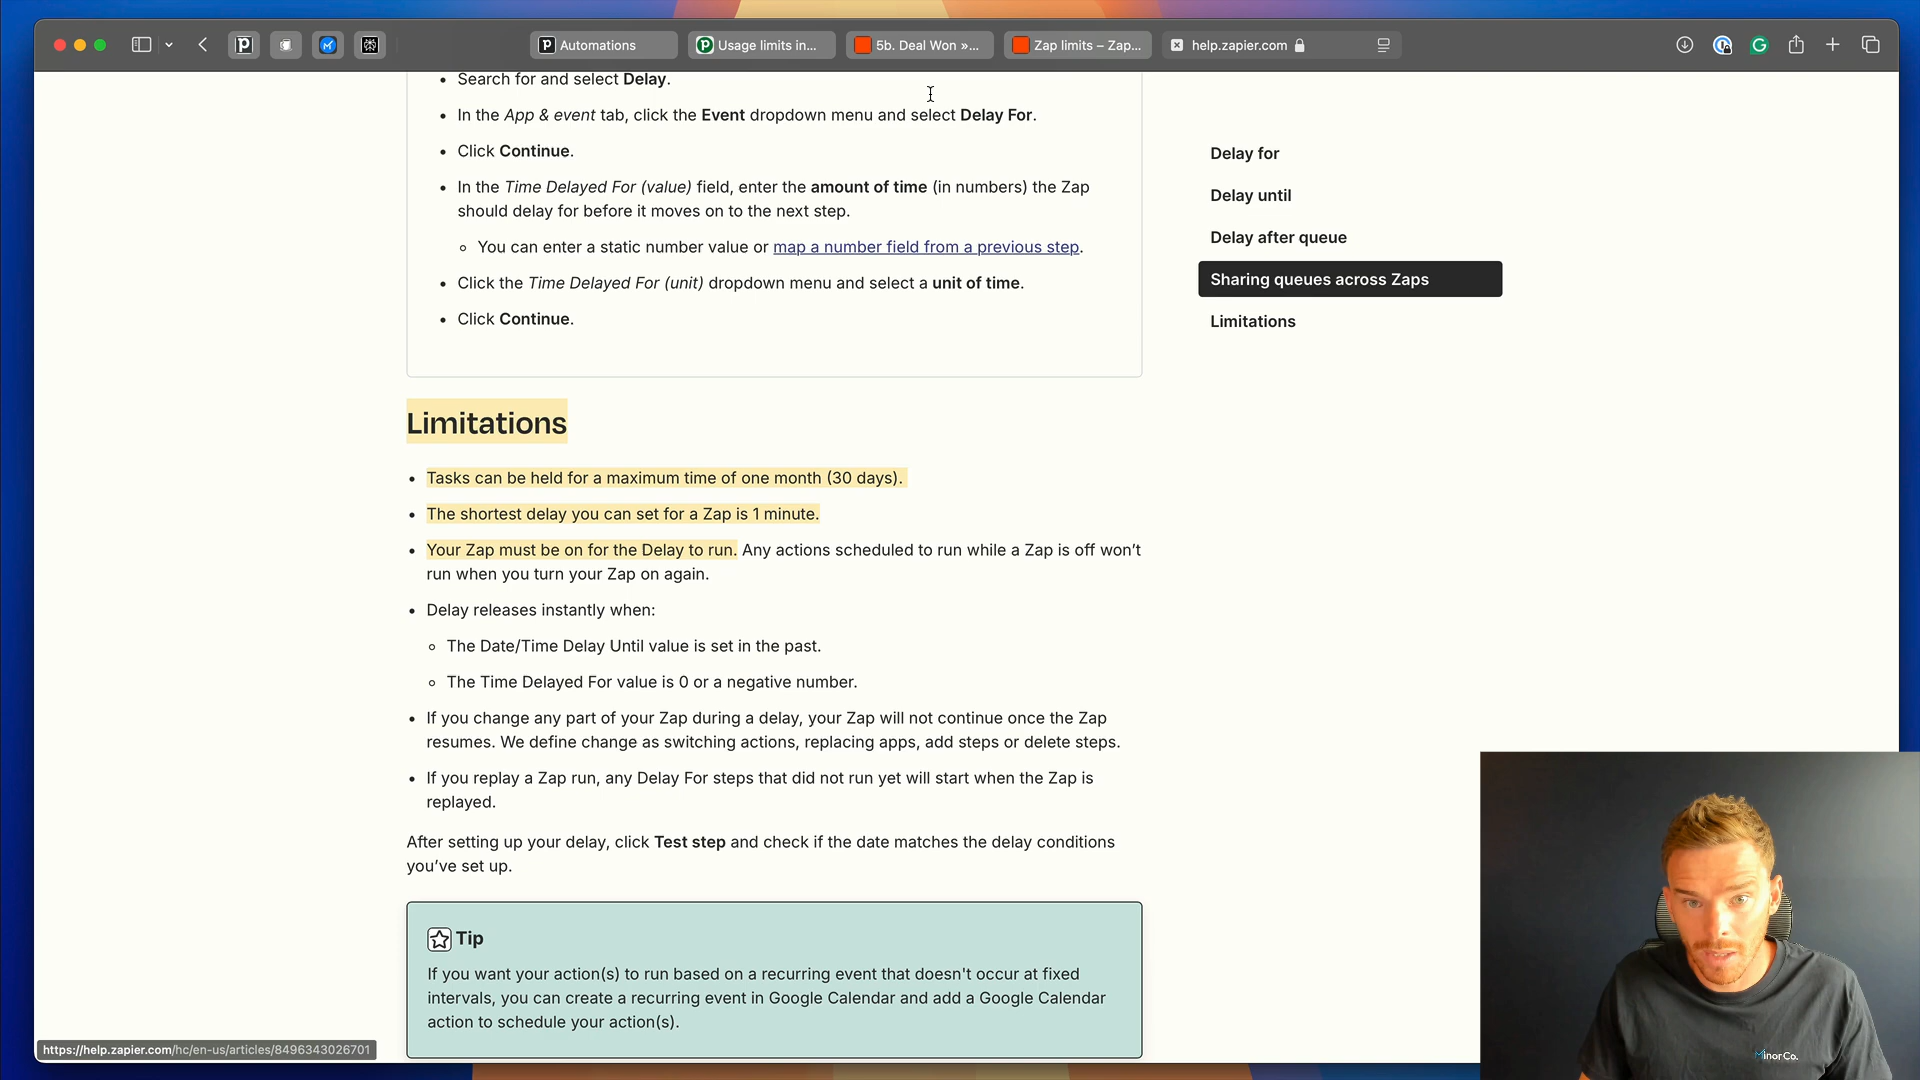 Automations
Usage limits in...
5b. Deal Won »...
Zap limits – Zap...
help.zapier.com
Search for and select Delay.
In the App & event tab, click the Event dropdown menu and select Delay For.
Click Continue.
In the Time Delayed For (value) field, enter the amount of time (in numbers) the Zap
should delay for before it moves on to the next step.
You can enter a static number value or map a number field from a previous step.
Click the Time Delayed For (unit) dropdown menu and select a unit of time.
Click Continue.
Delay for
Delay until
Delay after queue
Sharing queues across Zaps
Limitations
Limitations
Tasks can be held for a maximum time of one month (30 days).
The shortest delay you can set for a Zap is 1 minute.
Your Zap must be on for the Delay to run. Any actions scheduled to run while a Zap is off won’t
run when you turn your Zap on again.
Delay releases instantly when:
The Date/Time Delay Until value is set in the past.
The Time Delayed For value is 0 or a negative number.
If you change any part of your Zap during a delay, your Zap will not continue once the Zap
resumes. We define change as switching actions, replacing apps, add steps or delete steps.
If you replay a Zap run, any Delay For steps that did not run yet will start when the Zap is
replayed.
After setting up your delay, click Test step and check if the date matches the delay conditions
you’ve set up.
Tip
If you want your action(s) to run based on a recurring event that doesn't occur at fixed
intervals, you can create a recurring event in Google Calendar and add a Google Calendar
action to schedule your action(s).
https://help.zapier.com/hc/en-us/articles/8496343026701
MinorCo.